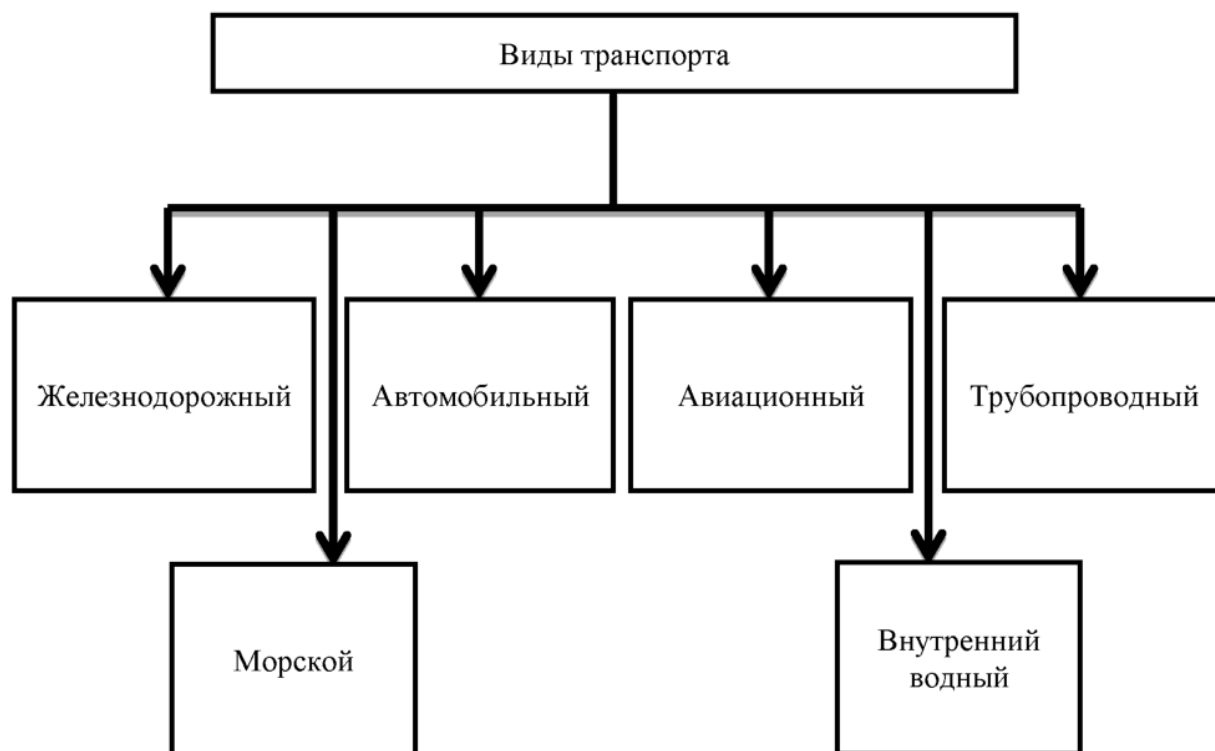 Виды транспорта
Железнодорожный
Автомобильный
Авиационный
Трубопроводный
Морской
Внутренний
водный